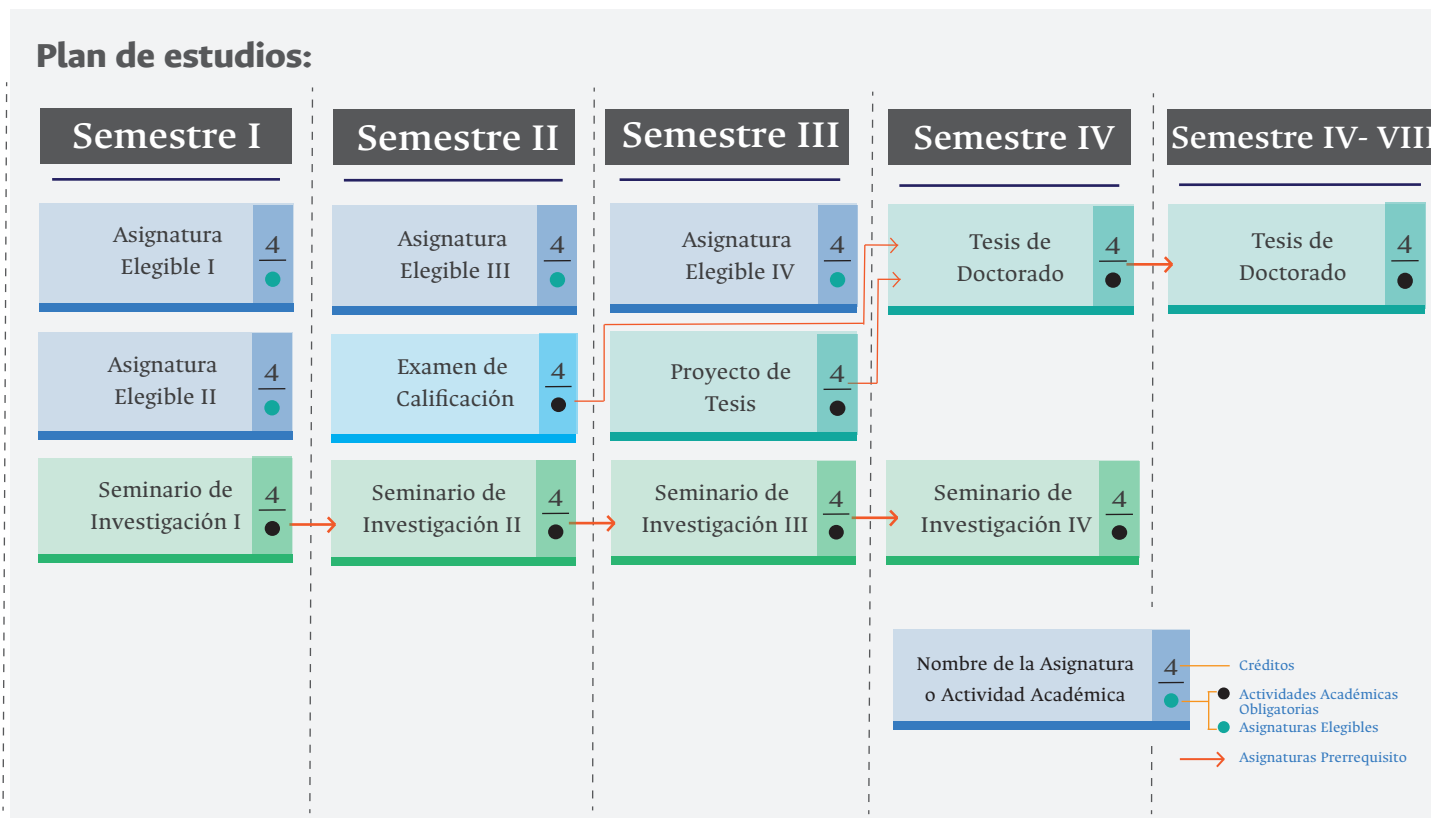 Plan de estudios:
Semestre I
Asignatura
Elegible I
4
Asignatura
Elegible II
4
Seminario de
Investigación I
4
Semestre II
Asignatura
Elegible III
4
Examen de
Calificación
4
Seminario de
Investigación II
4
Semestre III
Asignatura
Elegible IV
4
Proyecto de
Tesis
4
Seminario de
Investigación III
4
Semestre IV
Tesis de
Doctorado
4
Seminario de
Investigación IV
4
Semestre IV- VIII
Tesis de
Doctorado
4
Nombre de la Asignatura
o Actividad Académica
4
Créditos
Actividades Académicas
Obligatorias
Asignaturas Elegibles
Asignaturas Prerrequisito